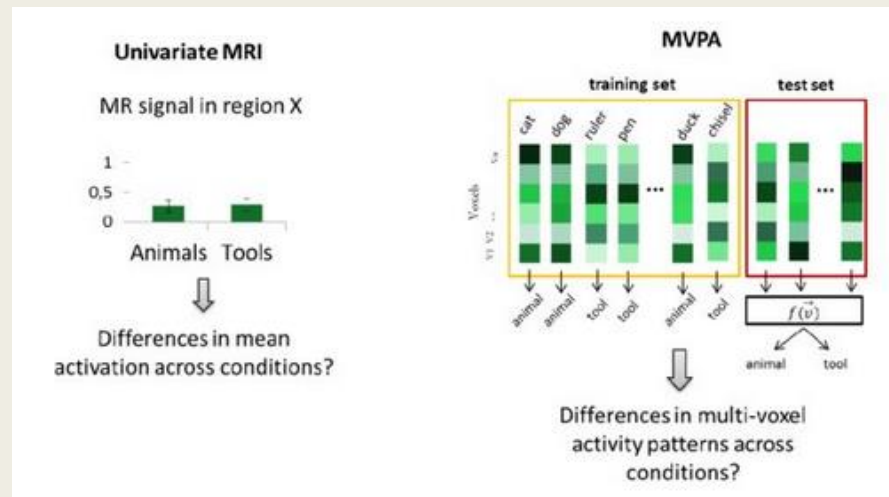 Univariate MRI
MR signal in region X
1
0,5
0
Animals Tools
Differences in mean
activation across conditions?
MVPA
training set
test set
cat
dog
ruler
pen
duck
chisel
...
...
Voxels
V2
V1
animal
animal
tool
tool
animal
tool
f(v⃗)
animal
tool
Differences in multi-voxel
activity patterns across
conditions?